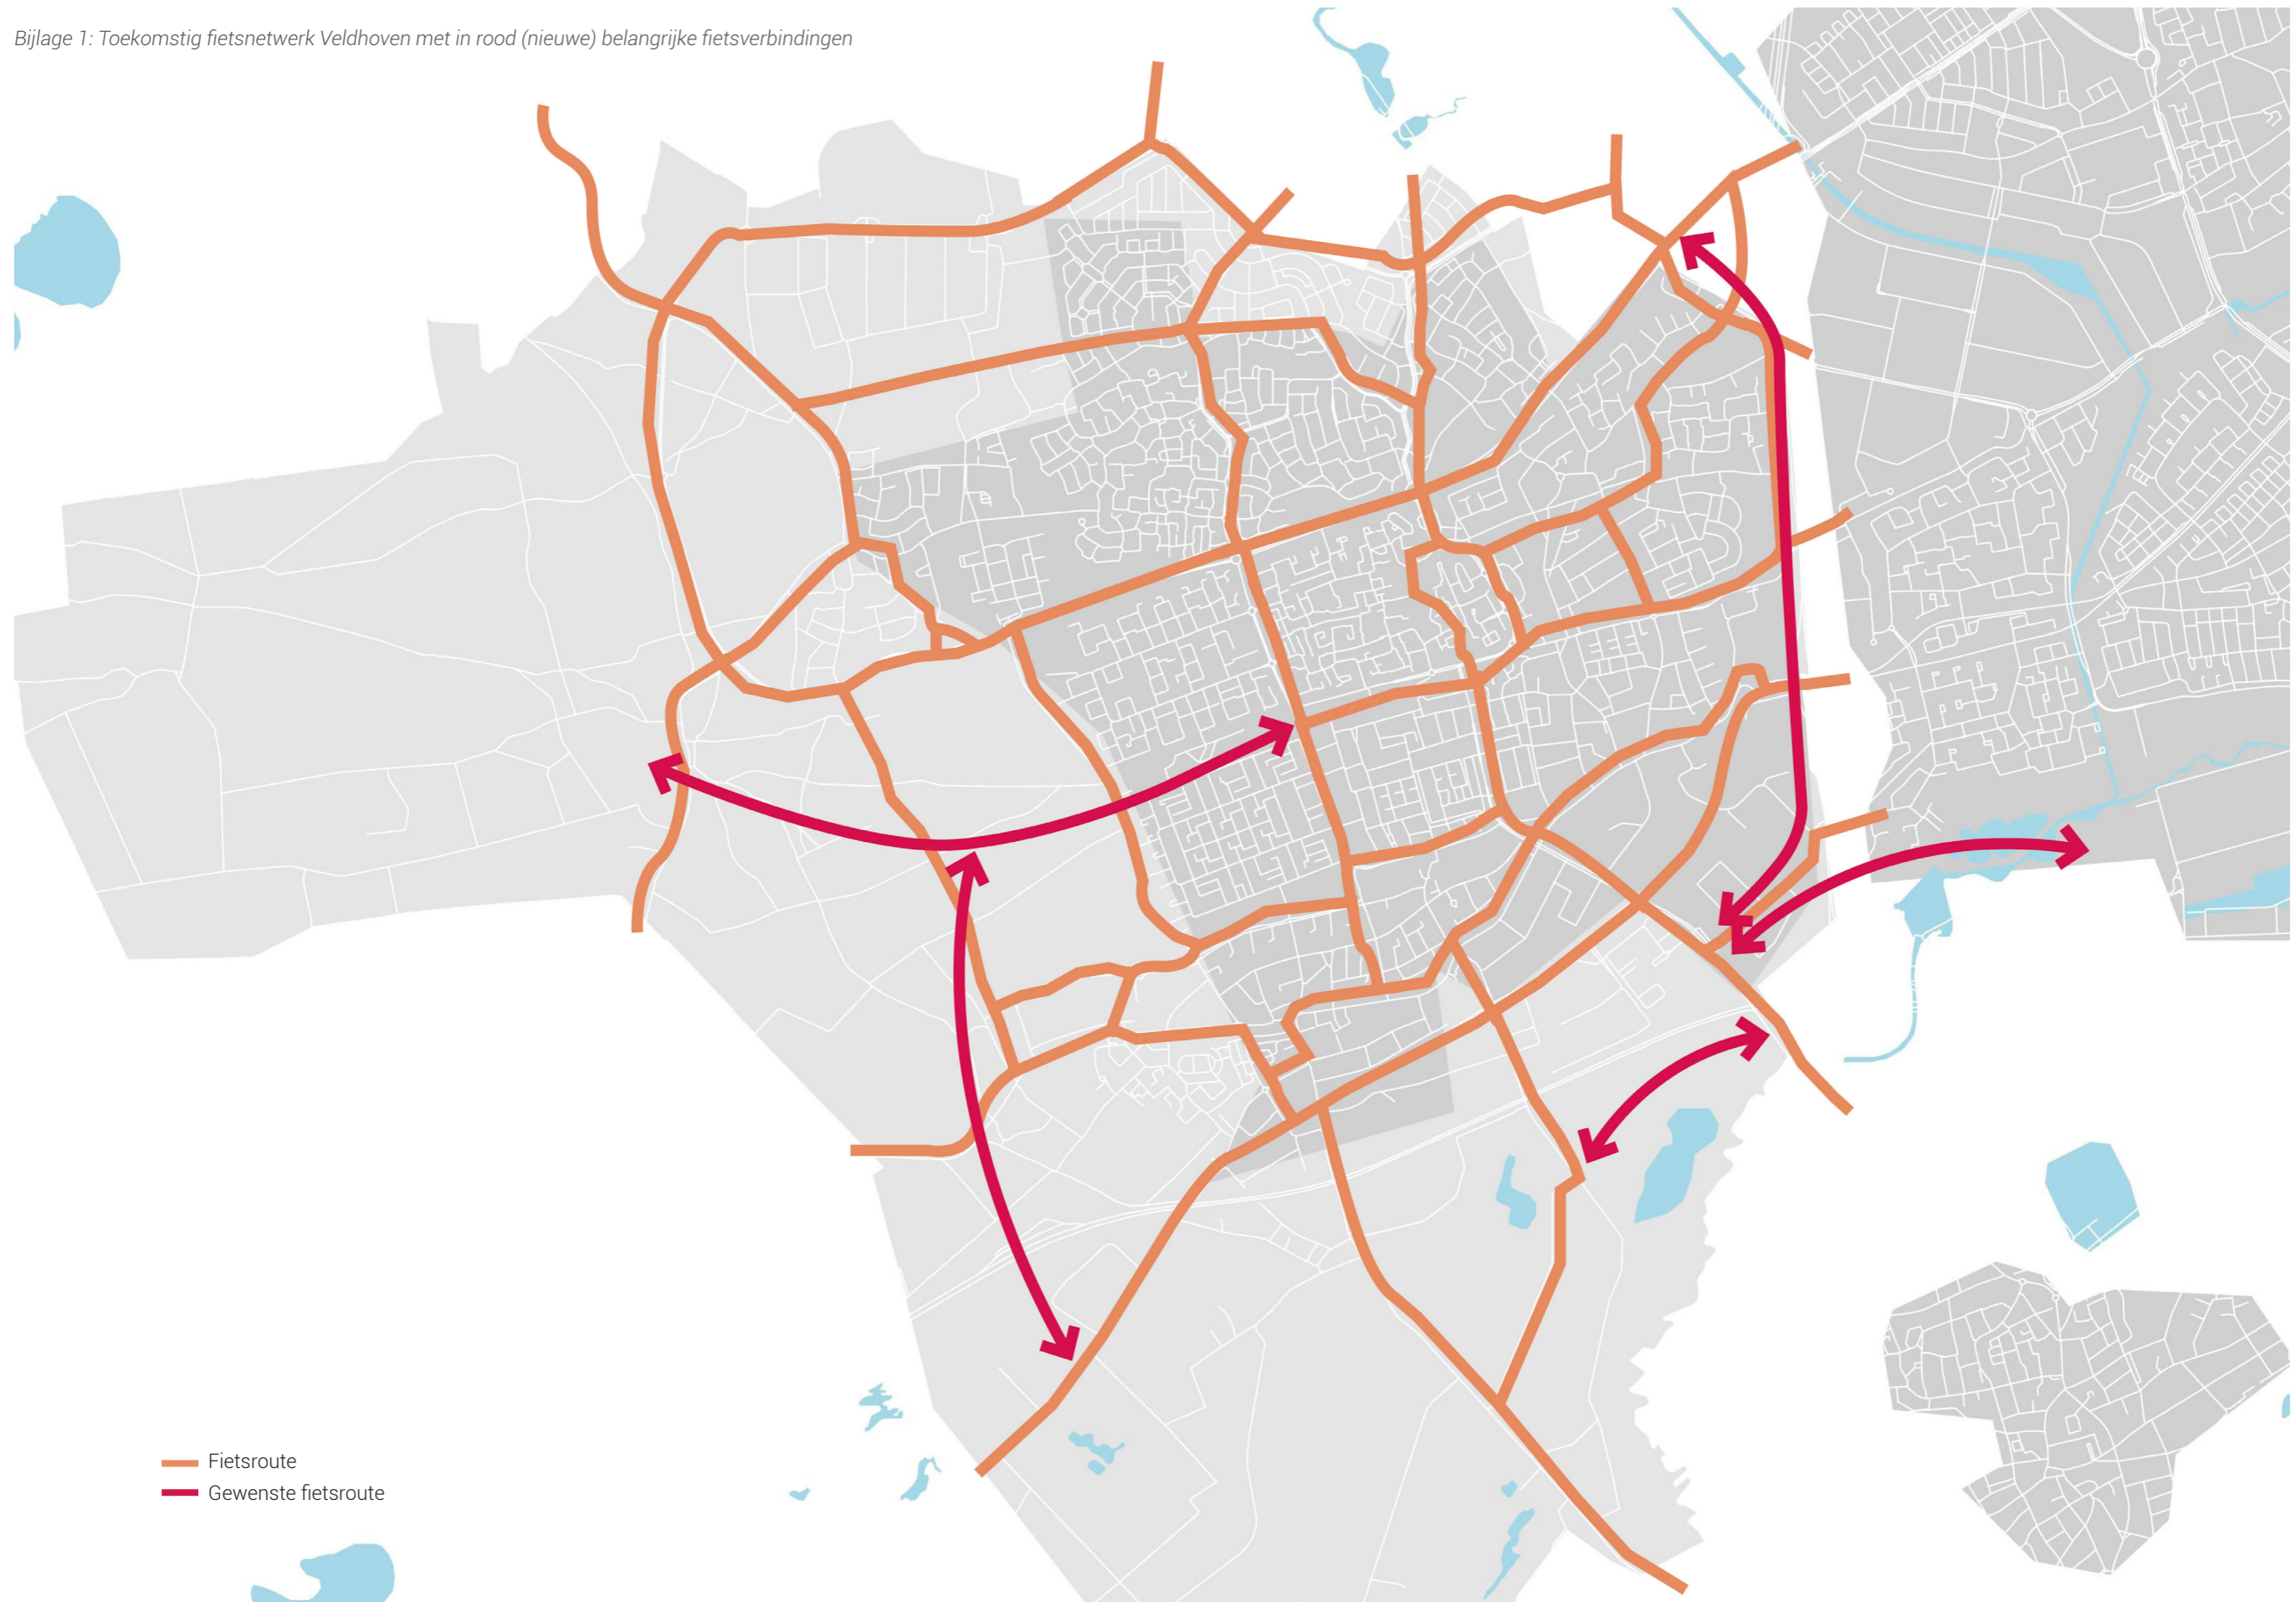 Bijlage 1: Toekomstig fietsnetwerk Veldhoven met in rood (nieuwe) belangrijke fietsverbindingen
Fietsroute
Gewenste fietsroute